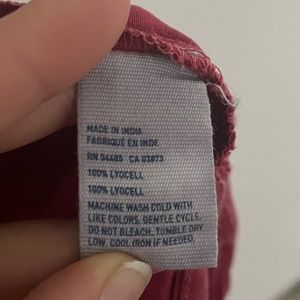 MADE IN INDIA
FABRIQUÉ EN INDE
RN 54485 CA 03873
100% LYOCELL
100% LYOCELL
MACHINE WASH COLD WITH
LIKE COLORS. GENTLE CYCLE.
DO NOT BLEACH. TUMBLE DRY
LOW. COOL IRON IF NEEDED.